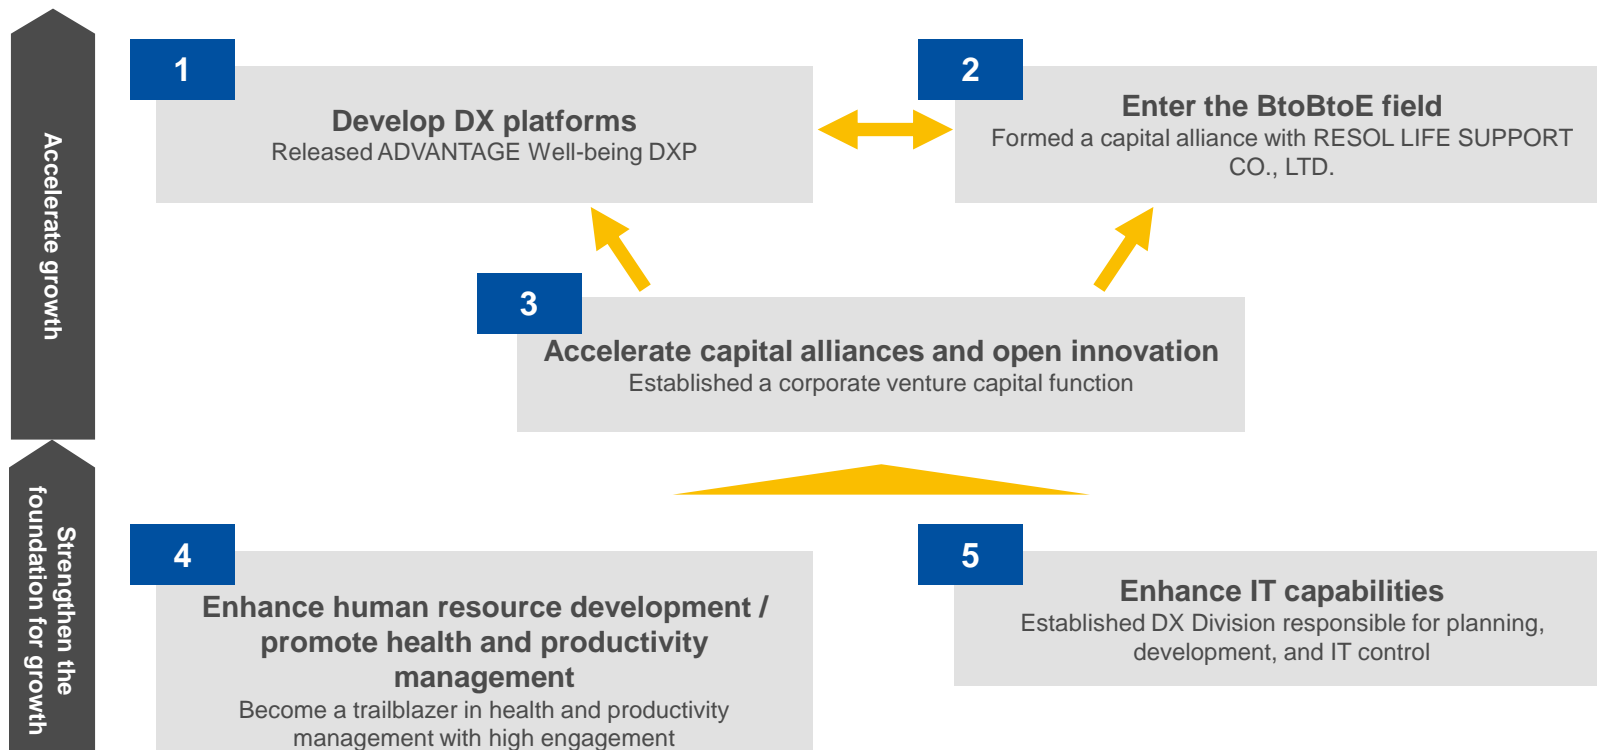 Accelerate growth
1
Develop DX platforms
Released ADVANTAGE Well-being DXP
2
Enter the BtoBtoE field
Formed a capital alliance with RESOL LIFE SUPPORT
CO., LTD.
3
Accelerate capital alliances and open innovation
Established a corporate venture capital function
Strengthen the
foundation for growth
4
Enhance human resource development /
promote health and productivity
management
Become a trailblazer in health and productivity
management with high engagement
5
Enhance IT capabilities
Established DX Division responsible for planning,
development, and IT control